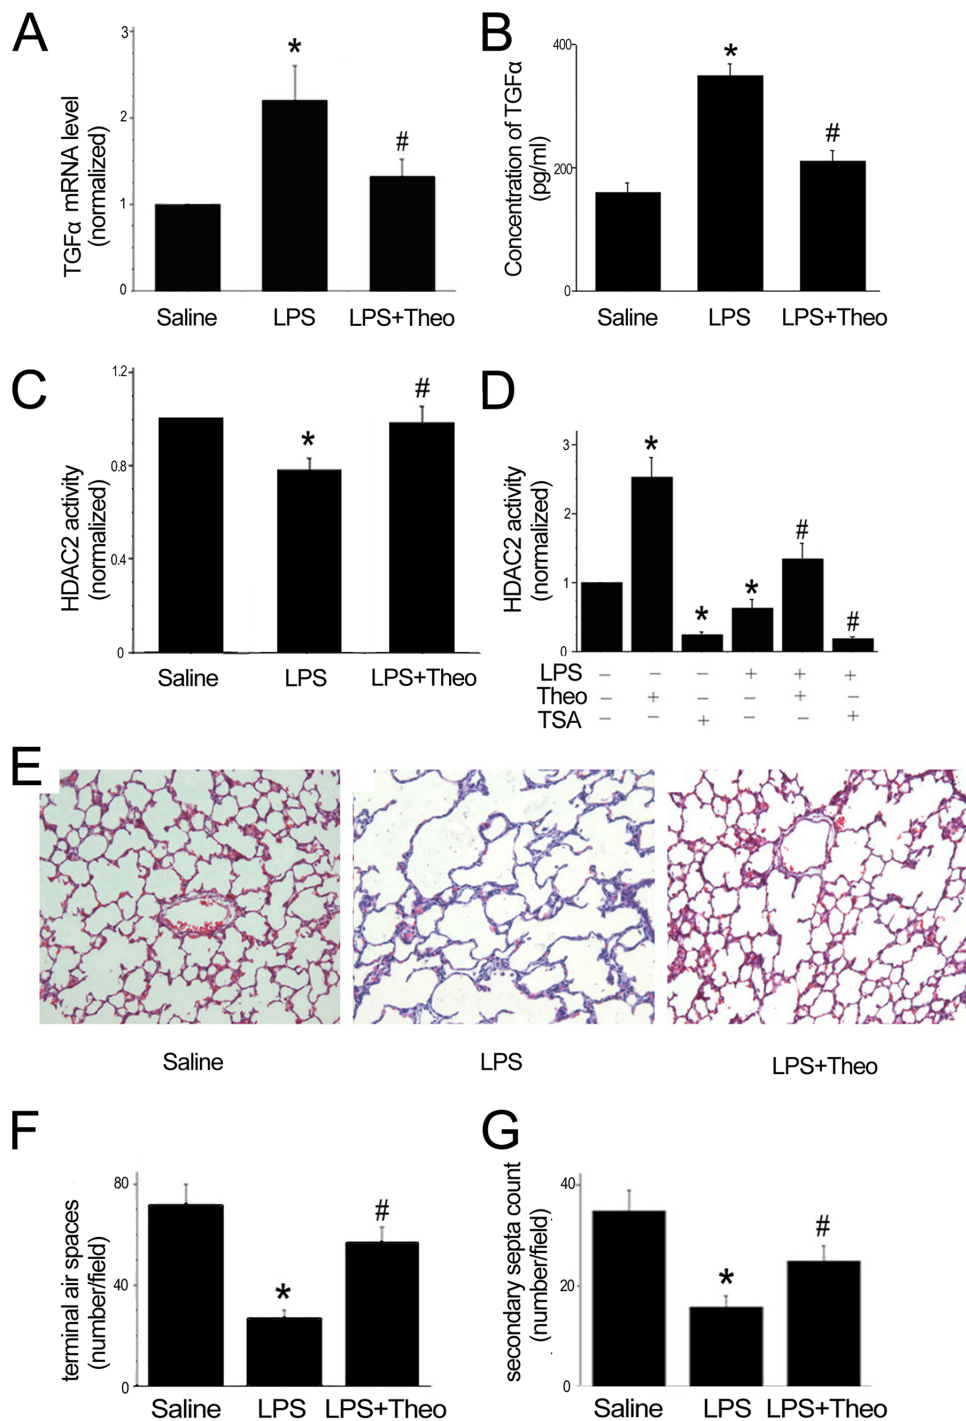 A
TGFα mRNA level
(normalized)
3
2
1
0
*
#
Saline LPS LPS+Theo
B
Concentration of TGFα
(pg/ml)
400
200
0
*
#
Saline LPS LPS+Theo
C
HDAC2 activity
(normalized)
1.2
0.8
0.4
0
*
#
Saline LPS LPS+Theo
D
HDAC2 activity
(normalized)
3
2
1
0
*
*
*
#
#
LPS − − − + + +
Theo − + − − + −
TSA − − + − − +
E
Saline LPS LPS+Theo
F
terminal air spaces
(number/field)
80
40
0
*
#
Saline LPS LPS+Theo
G
secondary septa count
(number/field)
40
20
0
*
#
Saline LPS LPS+Theo